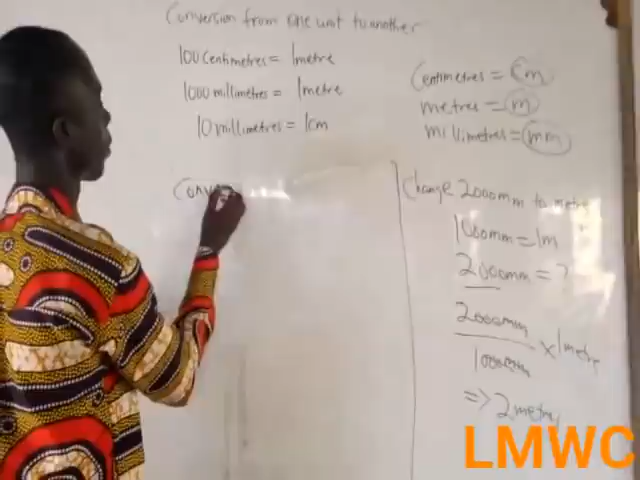 Conversion from one unit to another
100 Centimetres = 1metre
1000 millimetres = 1metre
10 millimetres = 1cm
Centimetres = Cm
metres = m
millimetres = mm
Conve
Change 2000mm to metre
1000mm = 1m
2000mm = ?
2000mm
1000mm × 1metre
=> 2metre
LMWC